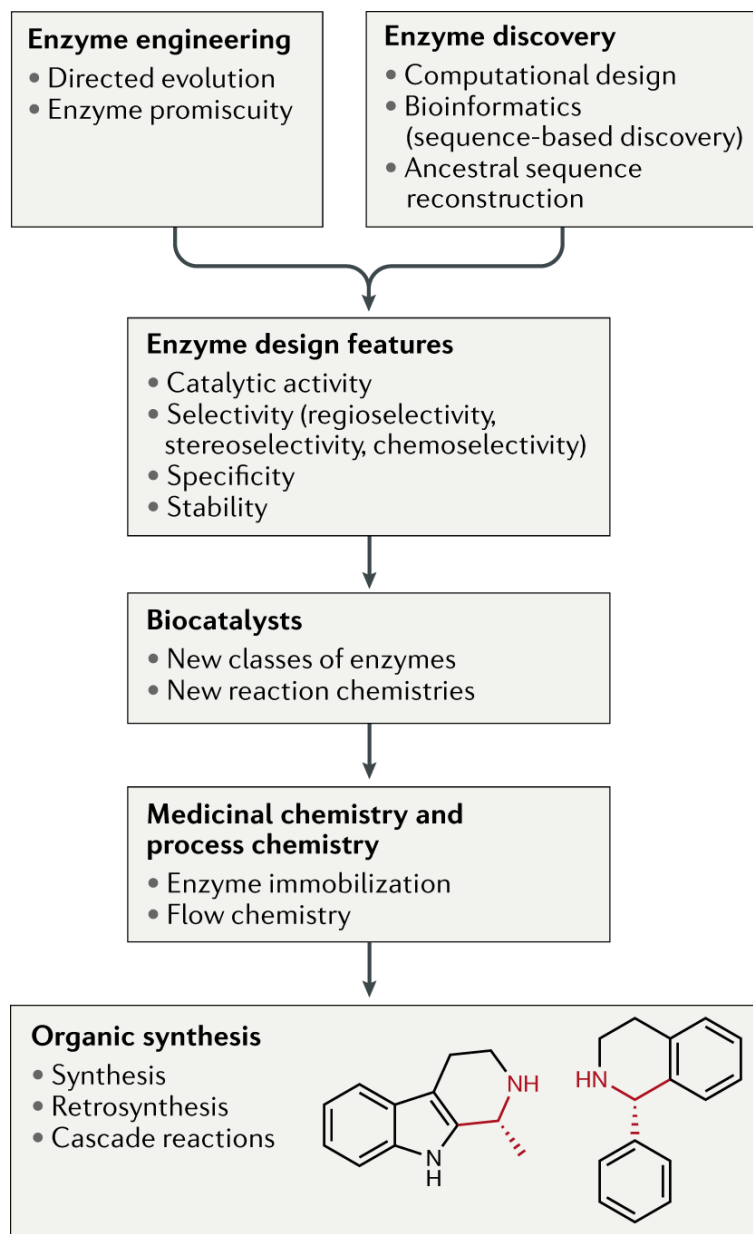 Enzyme engineering
• Directed evolution
• Enzyme promiscuity
Enzyme discovery
• Computational design
• Bioinformatics
(sequence-based discovery)
• Ancestral sequence
reconstruction
Enzyme design features
• Catalytic activity
• Selectivity (regioselectivity,
stereoselectivity, chemoselectivity)
• Specificity
• Stability
Biocatalysts
• New classes of enzymes
• New reaction chemistries
Medicinal chemistry and
process chemistry
• Enzyme immobilization
• Flow chemistry
Organic synthesis
• Synthesis
• Retrosynthesis
• Cascade reactions
NH
N
H
HN